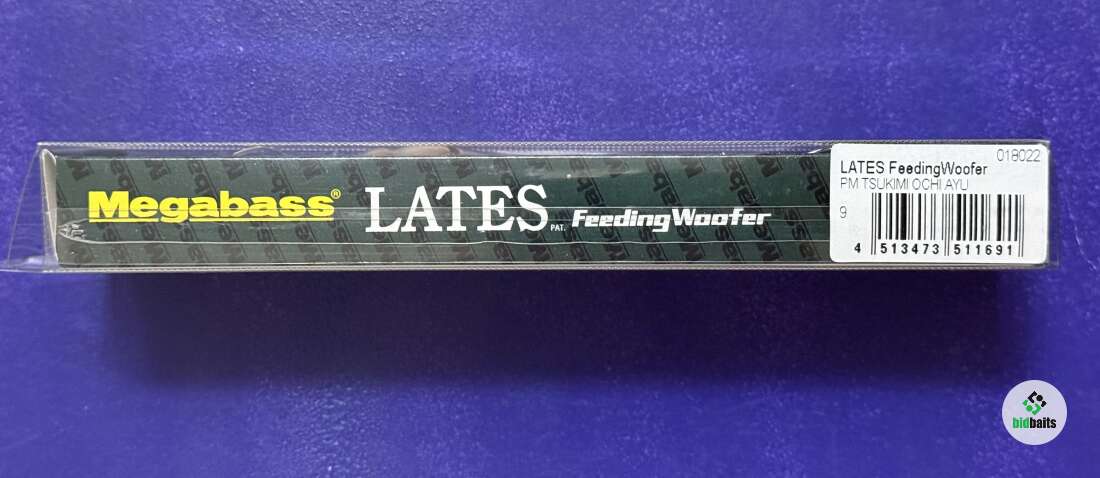 Megabass®
LATES PAT. FeedingWoofer
018022
LATES FeedingWoofer
PM TSUKIMI OCHI AYU
9
4 513473 511691
bidbaits